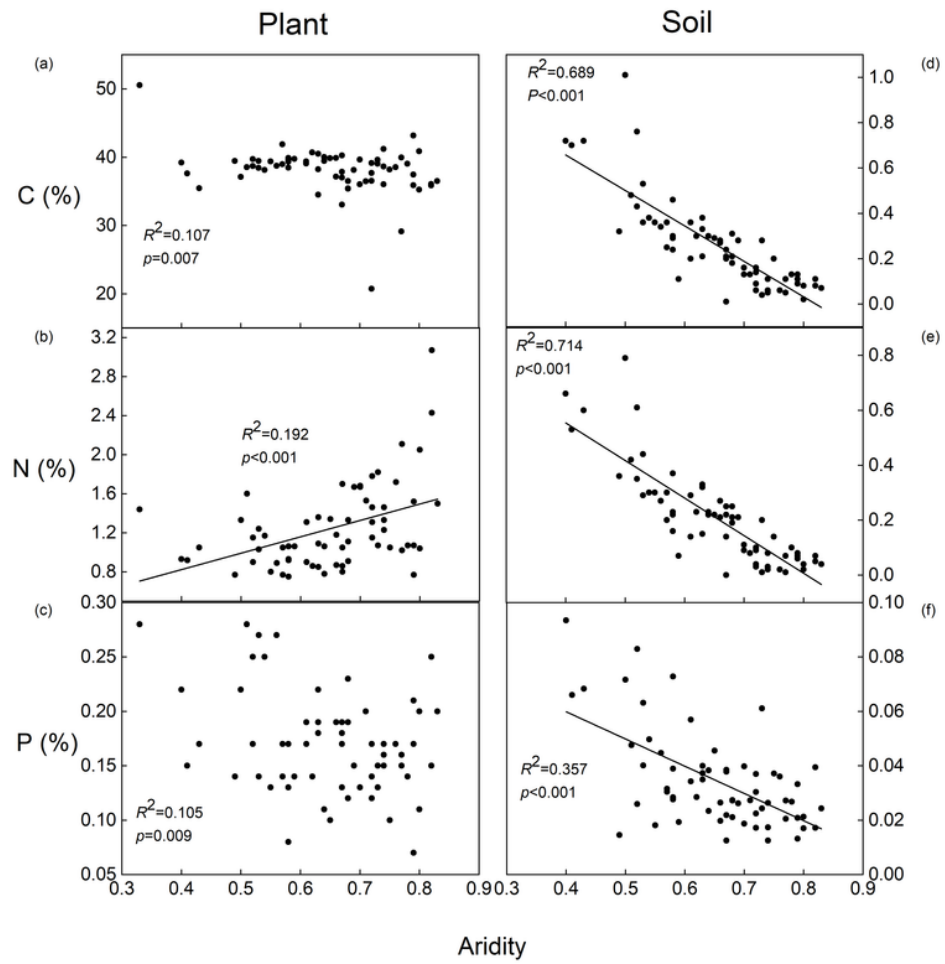 Plant
Soil
(a)
50
40
30
20
C (%)
R²=0.107
p=0.007
(d)
1.0
0.8
0.6
0.4
0.2
0.0
R²=0.689
P<0.001
(b)
3.2
2.8
2.4
2.0
1.6
1.2
0.8
N (%)
R²=0.192
p<0.001
(e)
0.8
0.6
0.4
0.2
0.0
R²=0.714
p<0.001
(c)
0.30
0.25
0.20
0.15
0.10
0.05
P (%)
R²=0.105
p=0.009
(f)
0.10
0.08
0.06
0.04
0.02
0.00
R²=0.357
p<0.001
0.3 0.4 0.5 0.6 0.7 0.8 0.9
0.3 0.4 0.5 0.6 0.7 0.8 0.9
Aridity